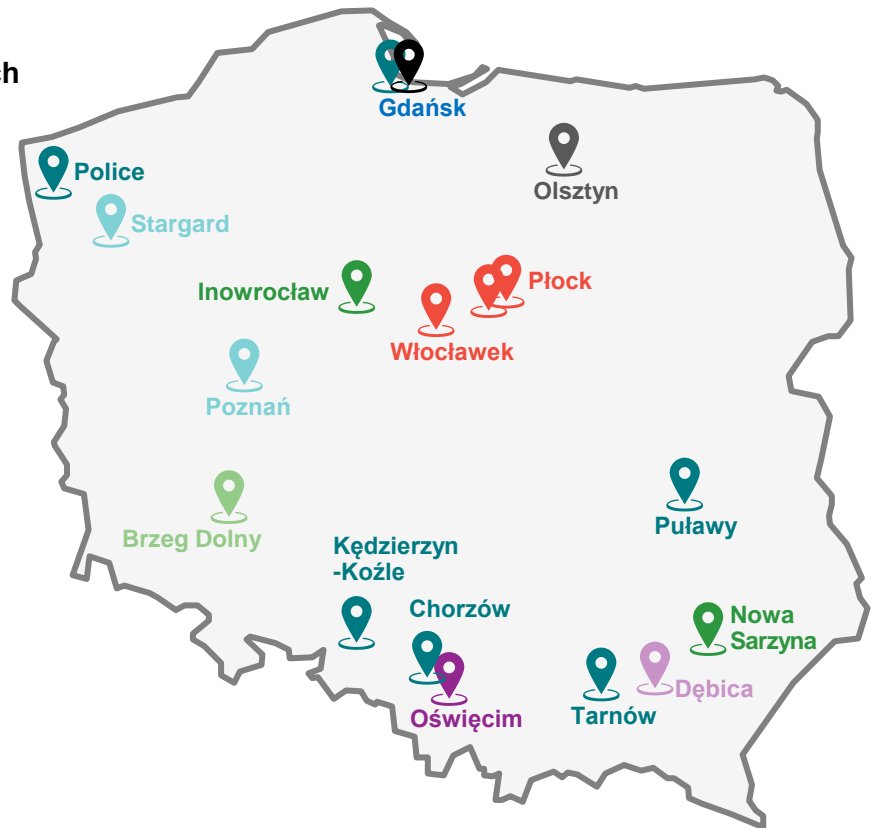 ch
Gdańsk
Police
Olsztyn
Stargard
Inowrocław
Płock
Włocławek
Poznań
Puławy
Brzeg Dolny
Kędzierzyn
-Koźle
Chorzów
Nowa
Sarzyna
Dębica
Oświęcim
Tarnów